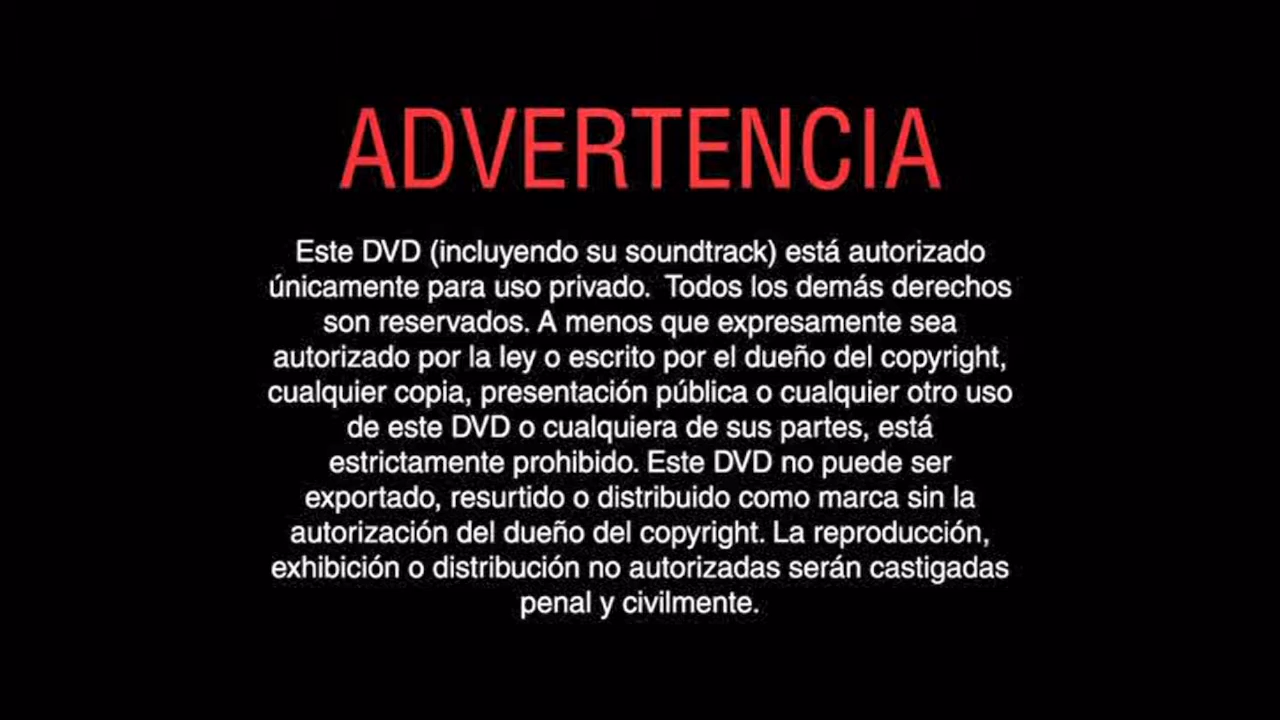 ADVERTENCIA
Este DVD (incluyendo su soundtrack) está autorizado
únicamente para uso privado.  Todos los demás derechos
son reservados. A menos que expresamente sea
autorizado por la ley o escrito por el dueño del copyright,
cualquier copia, presentación pública o cualquier otro uso
de este DVD o cualquiera de sus partes, está
estrictamente prohibido. Este DVD no puede ser
exportado, resurtido o distribuido como marca sin la
autorización del dueño del copyright. La reproducción,
exhibición o distribución no autorizadas serán castigadas
penal y civilmente.